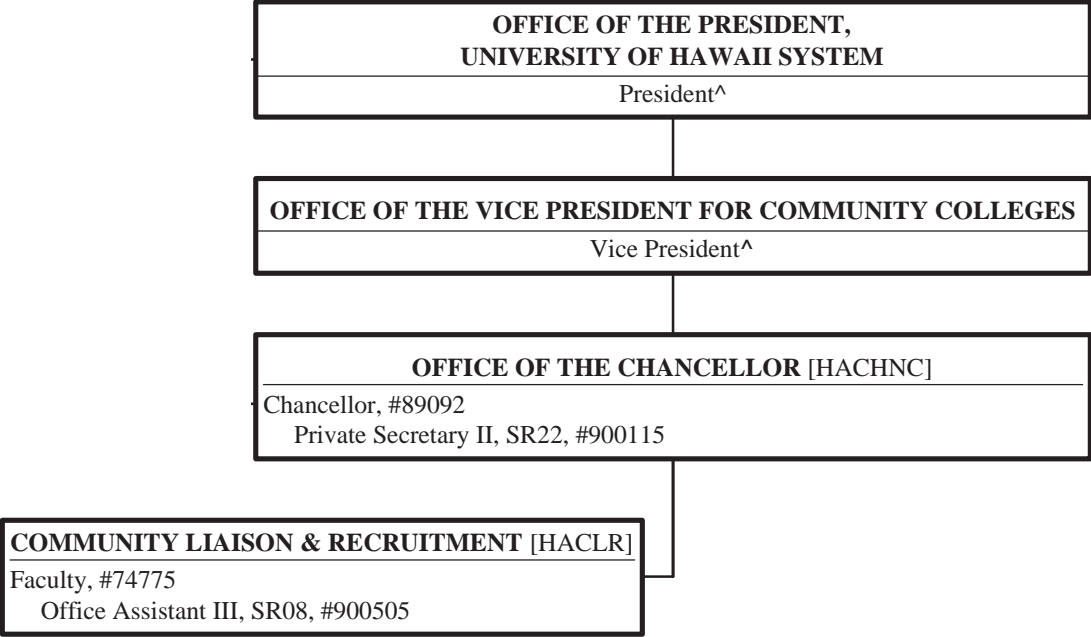 OFFICE OF THE PRESIDENT,
UNIVERSITY OF HAWAII SYSTEM
President^
OFFICE OF THE VICE PRESIDENT FOR COMMUNITY COLLEGES
Vice President^
OFFICE OF THE CHANCELLOR [HACHNC]
Chancellor, #89092
Private Secretary II, SR22, #900115
COMMUNITY LIAISON & RECRUITMENT [HACLR]
Faculty, #74775
Office Assistant III, SR08, #900505